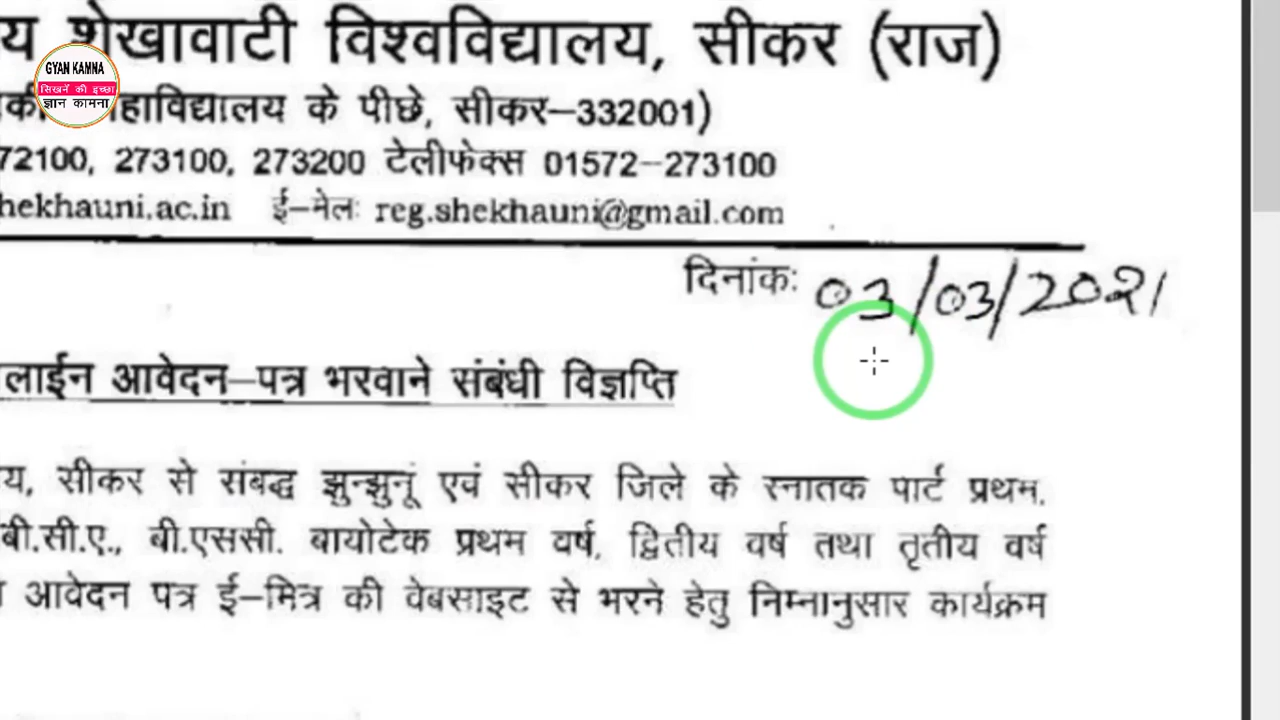 य शेखावाटी विश्वविद्यालय, सीकर (राज)
GYAN KAMNA
सिखनें की इच्छा
ज्ञान कामना
महाविद्यालय के पीछे, सीकर–332001)
72100, 273100, 273200 टेलीफेक्स 01572–273100
hekhauni.ac.in ई–मेलः reg.shekhauni@gmail.com
दिनांकः 03/03/2021
लाईन आवेदन–पत्र भरवाने संबंधी विज्ञप्ति
य, सीकर से संबद्ध झुन्झुनूं एवं सीकर जिले के स्नातक पार्ट प्रथम,
बी.सी.ए., बी.एससी. बायोटेक प्रथम वर्ष, द्वितीय वर्ष तथा तृतीय वर्ष
आवेदन पत्र ई–मित्र की वेबसाइट से भरने हेतु निम्नानुसार कार्यक्रम